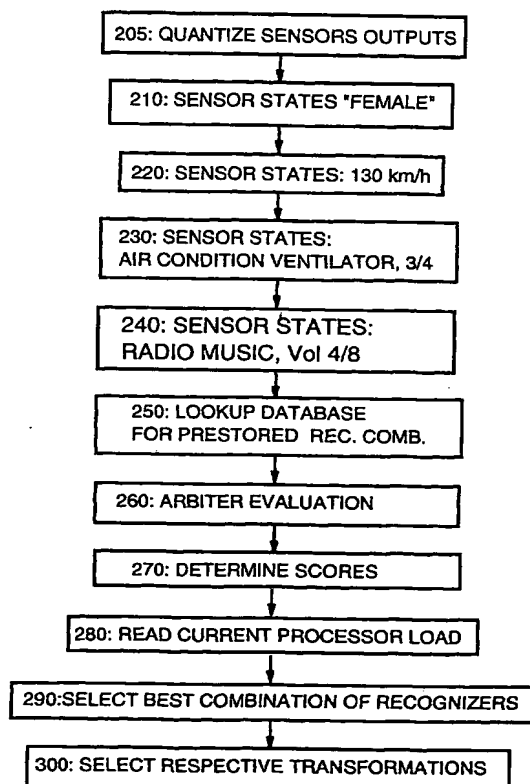 205: QUANTIZE SENSORS OUTPUTS
210: SENSOR STATES "FEMALE"
220: SENSOR STATES: 130 km/h
230: SENSOR STATES:
AIR CONDITION VENTILATOR, 3/4
240: SENSOR STATES:
RADIO MUSIC, Vol 4/8
250: LOOKUP DATABASE
FOR PRESTORED REC. COMB.
260: ARBITER EVALUATION
270: DETERMINE SCORES
280: READ CURRENT PROCESSOR LOAD
290:SELECT BEST COMBINATION OF RECOGNIZERS
300: SELECT RESPECTIVE TRANSFORMATIONS